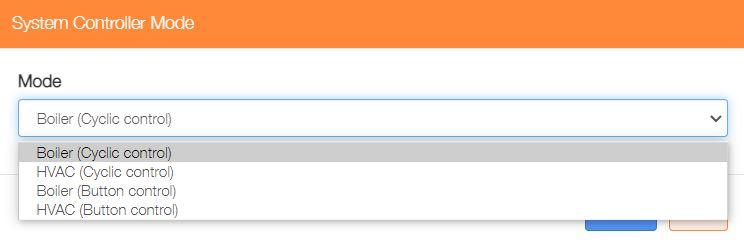 System Controller Mode
Mode
Boiler (Cyclic control)
Boiler (Cyclic control)
HVAC (Cyclic control)
Boiler (Button control)
HVAC (Button control)